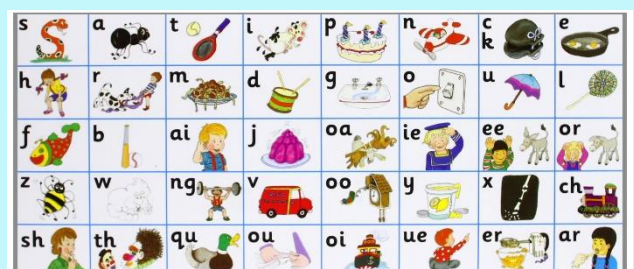 s a t i p n c k e
h r m d g o u l
f b ai j oa ie ee or
z w ng v oo y x ch
sh th qu ou oi ue er ar